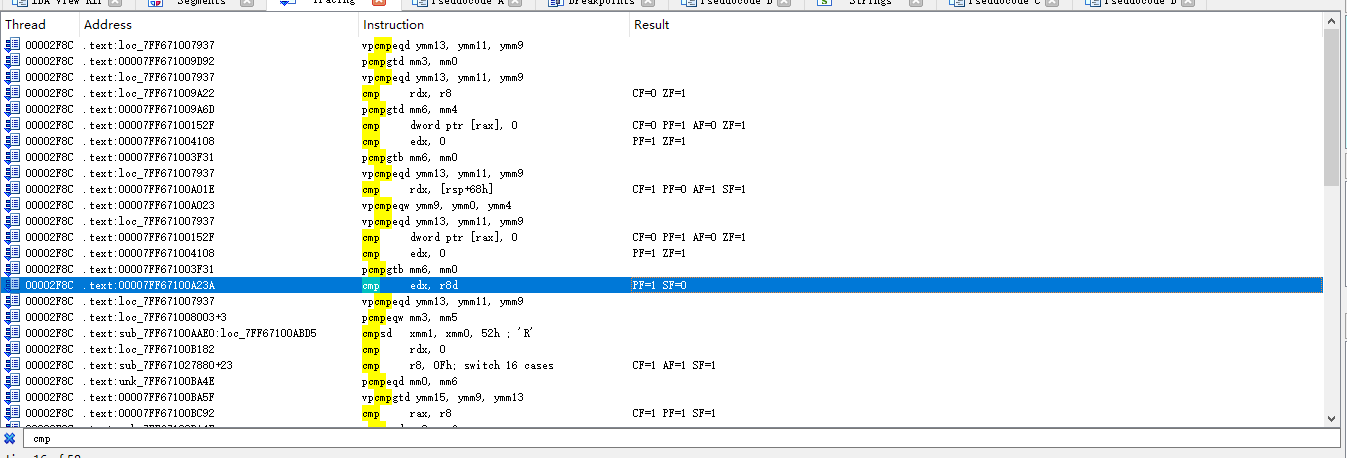 IDA View RIP Segments Tracing Pseudocode A Breakpoints Pseudocode D Strings Pseudocode C Pseudocode B
Thread Address Instruction Result
00002F8C .text:loc_7FF671007937 vpcmpeqd ymm13, ymm11, ymm9
00002F8C .text:00007FF671009D92 pcmpgtd mm3, mm0
00002F8C .text:loc_7FF671007937 vpcmpeqd ymm13, ymm11, ymm9
00002F8C .text:00007FF671009A22 cmp rdx, r8 CF=0 ZF=1
00002F8C .text:00007FF671009A6D pcmpgtd mm6, mm4
00002F8C .text:00007FF67100152F cmp dword ptr [rax], 0 CF=0 PF=1 AF=0 ZF=1
00002F8C .text:00007FF671004108 cmp edx, 0 PF=1 ZF=1
00002F8C .text:00007FF671003F31 pcmpgtb mm6, mm0
00002F8C .text:loc_7FF671007937 vpcmpeqd ymm13, ymm11, ymm9
00002F8C .text:00007FF67100A01E cmp rdx, [rsp+68h] CF=1 PF=0 AF=1 SF=1
00002F8C .text:00007FF67100A023 vpcmpeqw ymm9, ymm0, ymm4
00002F8C .text:loc_7FF671007937 vpcmpeqd ymm13, ymm11, ymm9
00002F8C .text:00007FF67100152F cmp dword ptr [rax], 0 CF=0 PF=1 AF=0 ZF=1
00002F8C .text:00007FF671004108 cmp edx, 0 PF=1 ZF=1
00002F8C .text:00007FF671003F31 pcmpgtb mm6, mm0
00002F8C .text:00007FF67100A23A cmp edx, r8d PF=1 SF=0
00002F8C .text:loc_7FF671007937 vpcmpeqd ymm13, ymm11, ymm9
00002F8C .text:loc_7FF671008003+3 pcmpeqw mm3, mm5
00002F8C .text:sub_7FF67100AAE0:loc_7FF67100ABD5 cmpsd xmm1, xmm0, 52h ; 'R'
00002F8C .text:loc_7FF67100B182 cmp rdx, 0
00002F8C .text:sub_7FF671027880+23 cmp r8, 0Fh; switch 16 cases CF=1 AF=1 SF=1
00002F8C .text:unk_7FF67100BA4E pcmpeqd mm0, mm6
00002F8C .text:00007FF67100BA5F vpcmpgtd ymm15, ymm9, ymm13
00002F8C .text:00007FF67100BC92 cmp rax, r8 CF=1 PF=1 SF=1
cmp